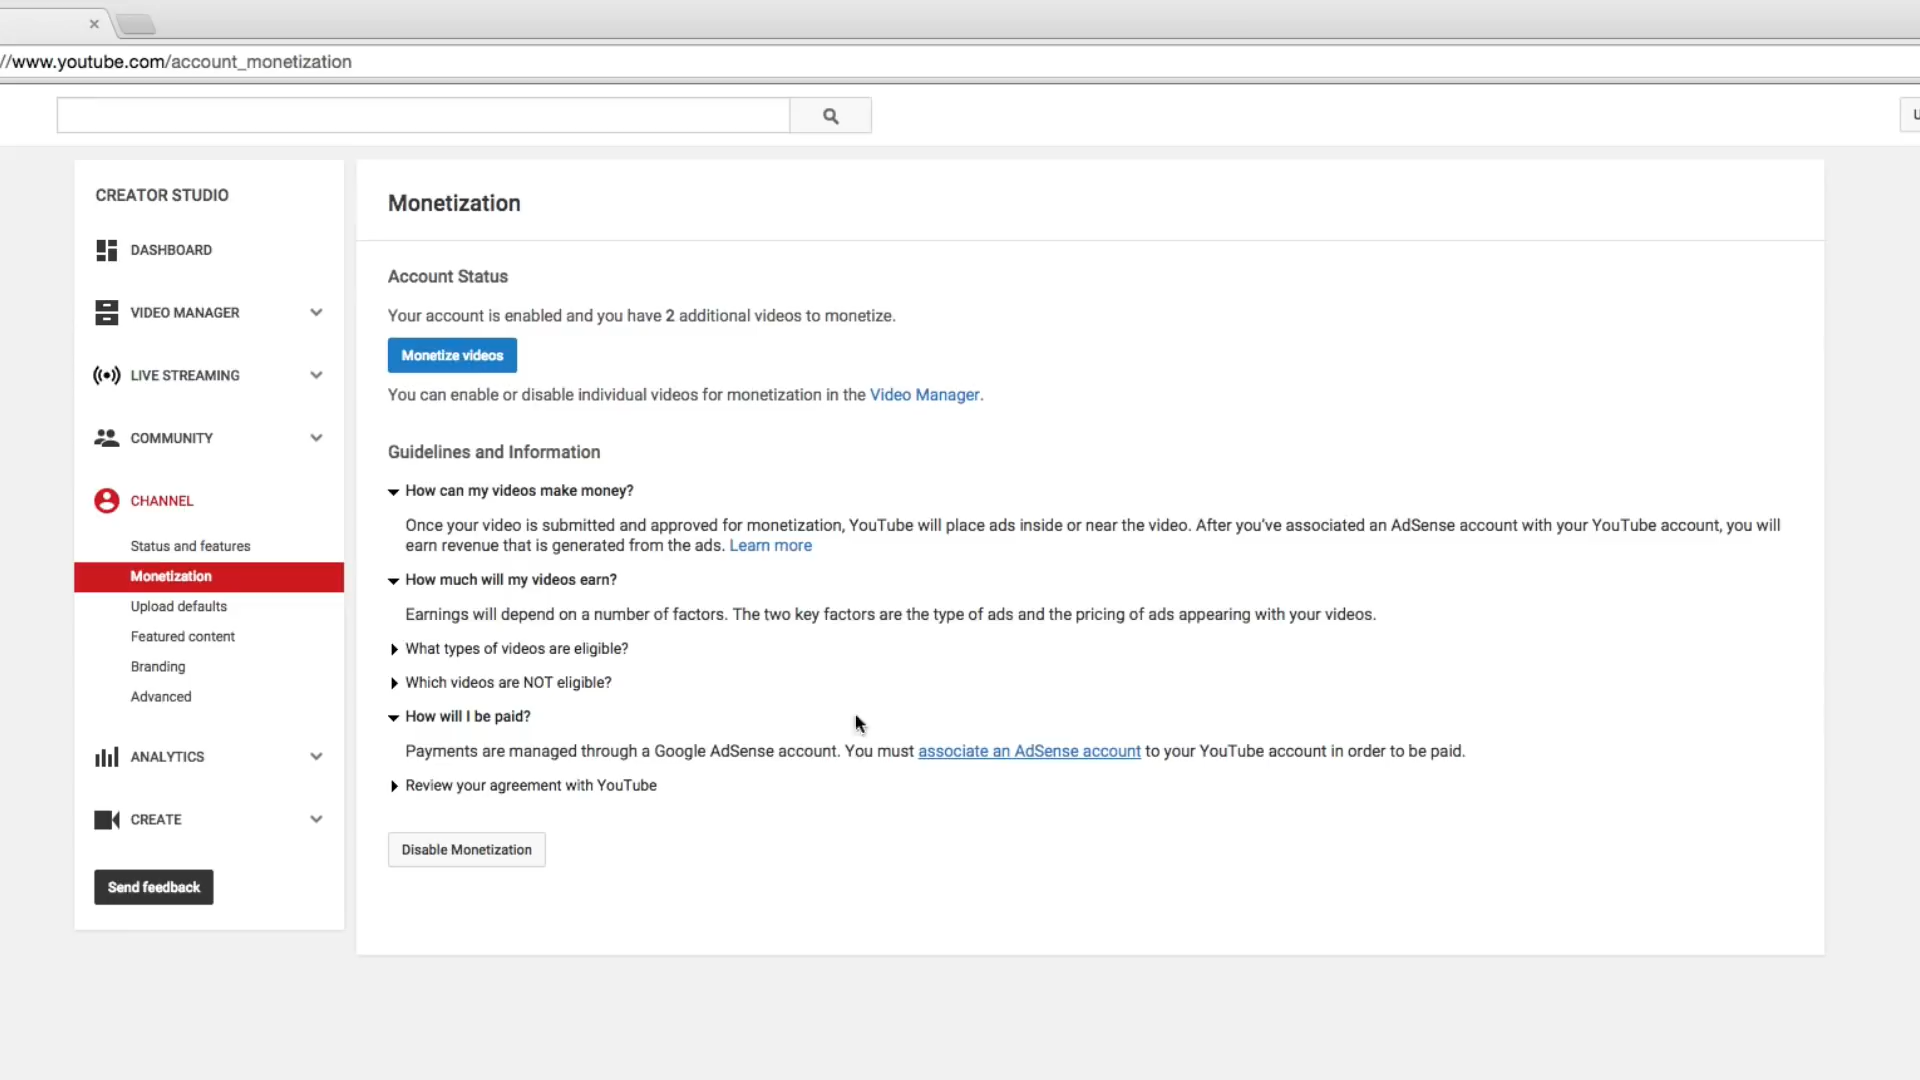 //www.youtube.com/account_monetization
CREATOR STUDIO
DASHBOARD
VIDEO MANAGER
LIVE STREAMING
COMMUNITY
CHANNEL
Status and features
Monetization
Upload defaults
Featured content
Branding
Advanced
ANALYTICS
CREATE
Send feedback
Monetization
Account Status
Your account is enabled and you have 2 additional videos to monetize.
Monetize videos
You can enable or disable individual videos for monetization in the Video Manager.
Guidelines and Information
How can my videos make money?
Once your video is submitted and approved for monetization, YouTube will place ads inside or near the video. After you've associated an AdSense account with your YouTube account, you will
earn revenue that is generated from the ads. Learn more
How much will my videos earn?
Earnings will depend on a number of factors. The two key factors are the type of ads and the pricing of ads appearing with your videos.
What types of videos are eligible?
Which videos are NOT eligible?
How will I be paid?
Payments are managed through a Google AdSense account. You must associate an AdSense account to your YouTube account in order to be paid.
Review your agreement with YouTube
Disable Monetization